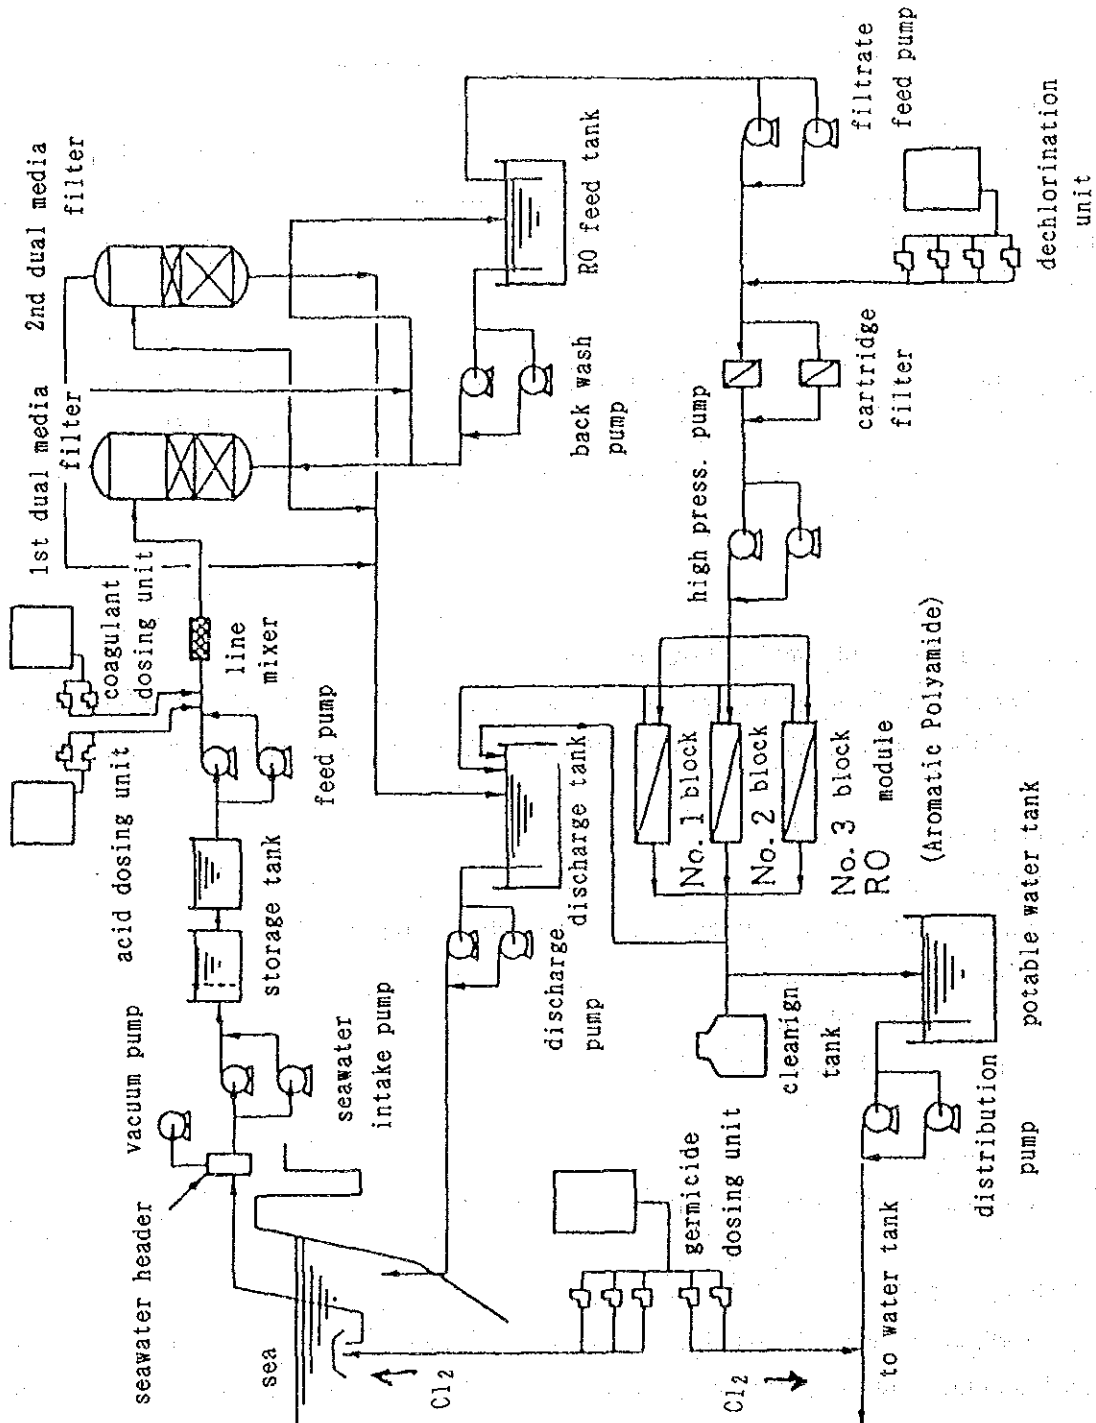 seawater header
vacuum pump
sea
seawater
intake pump
storage tank
acid dosing unit
coagulant
dosing unit
feed pump
line
mixer
1st dual media
filter
2nd dual media
filter
back wash
pump
RO feed tank
filtrate
feed pump
dechlorination
unit
cartridge
filter
high press. pump
discharge tank
discharge
pump
No. 1 block
No. 2 block
No. 3 block
RO module
(Aromatic Polyamide)
cleanign
tank
potable water tank
distribution
pump
germicide
dosing unit
Cl2
Cl2
to water tank